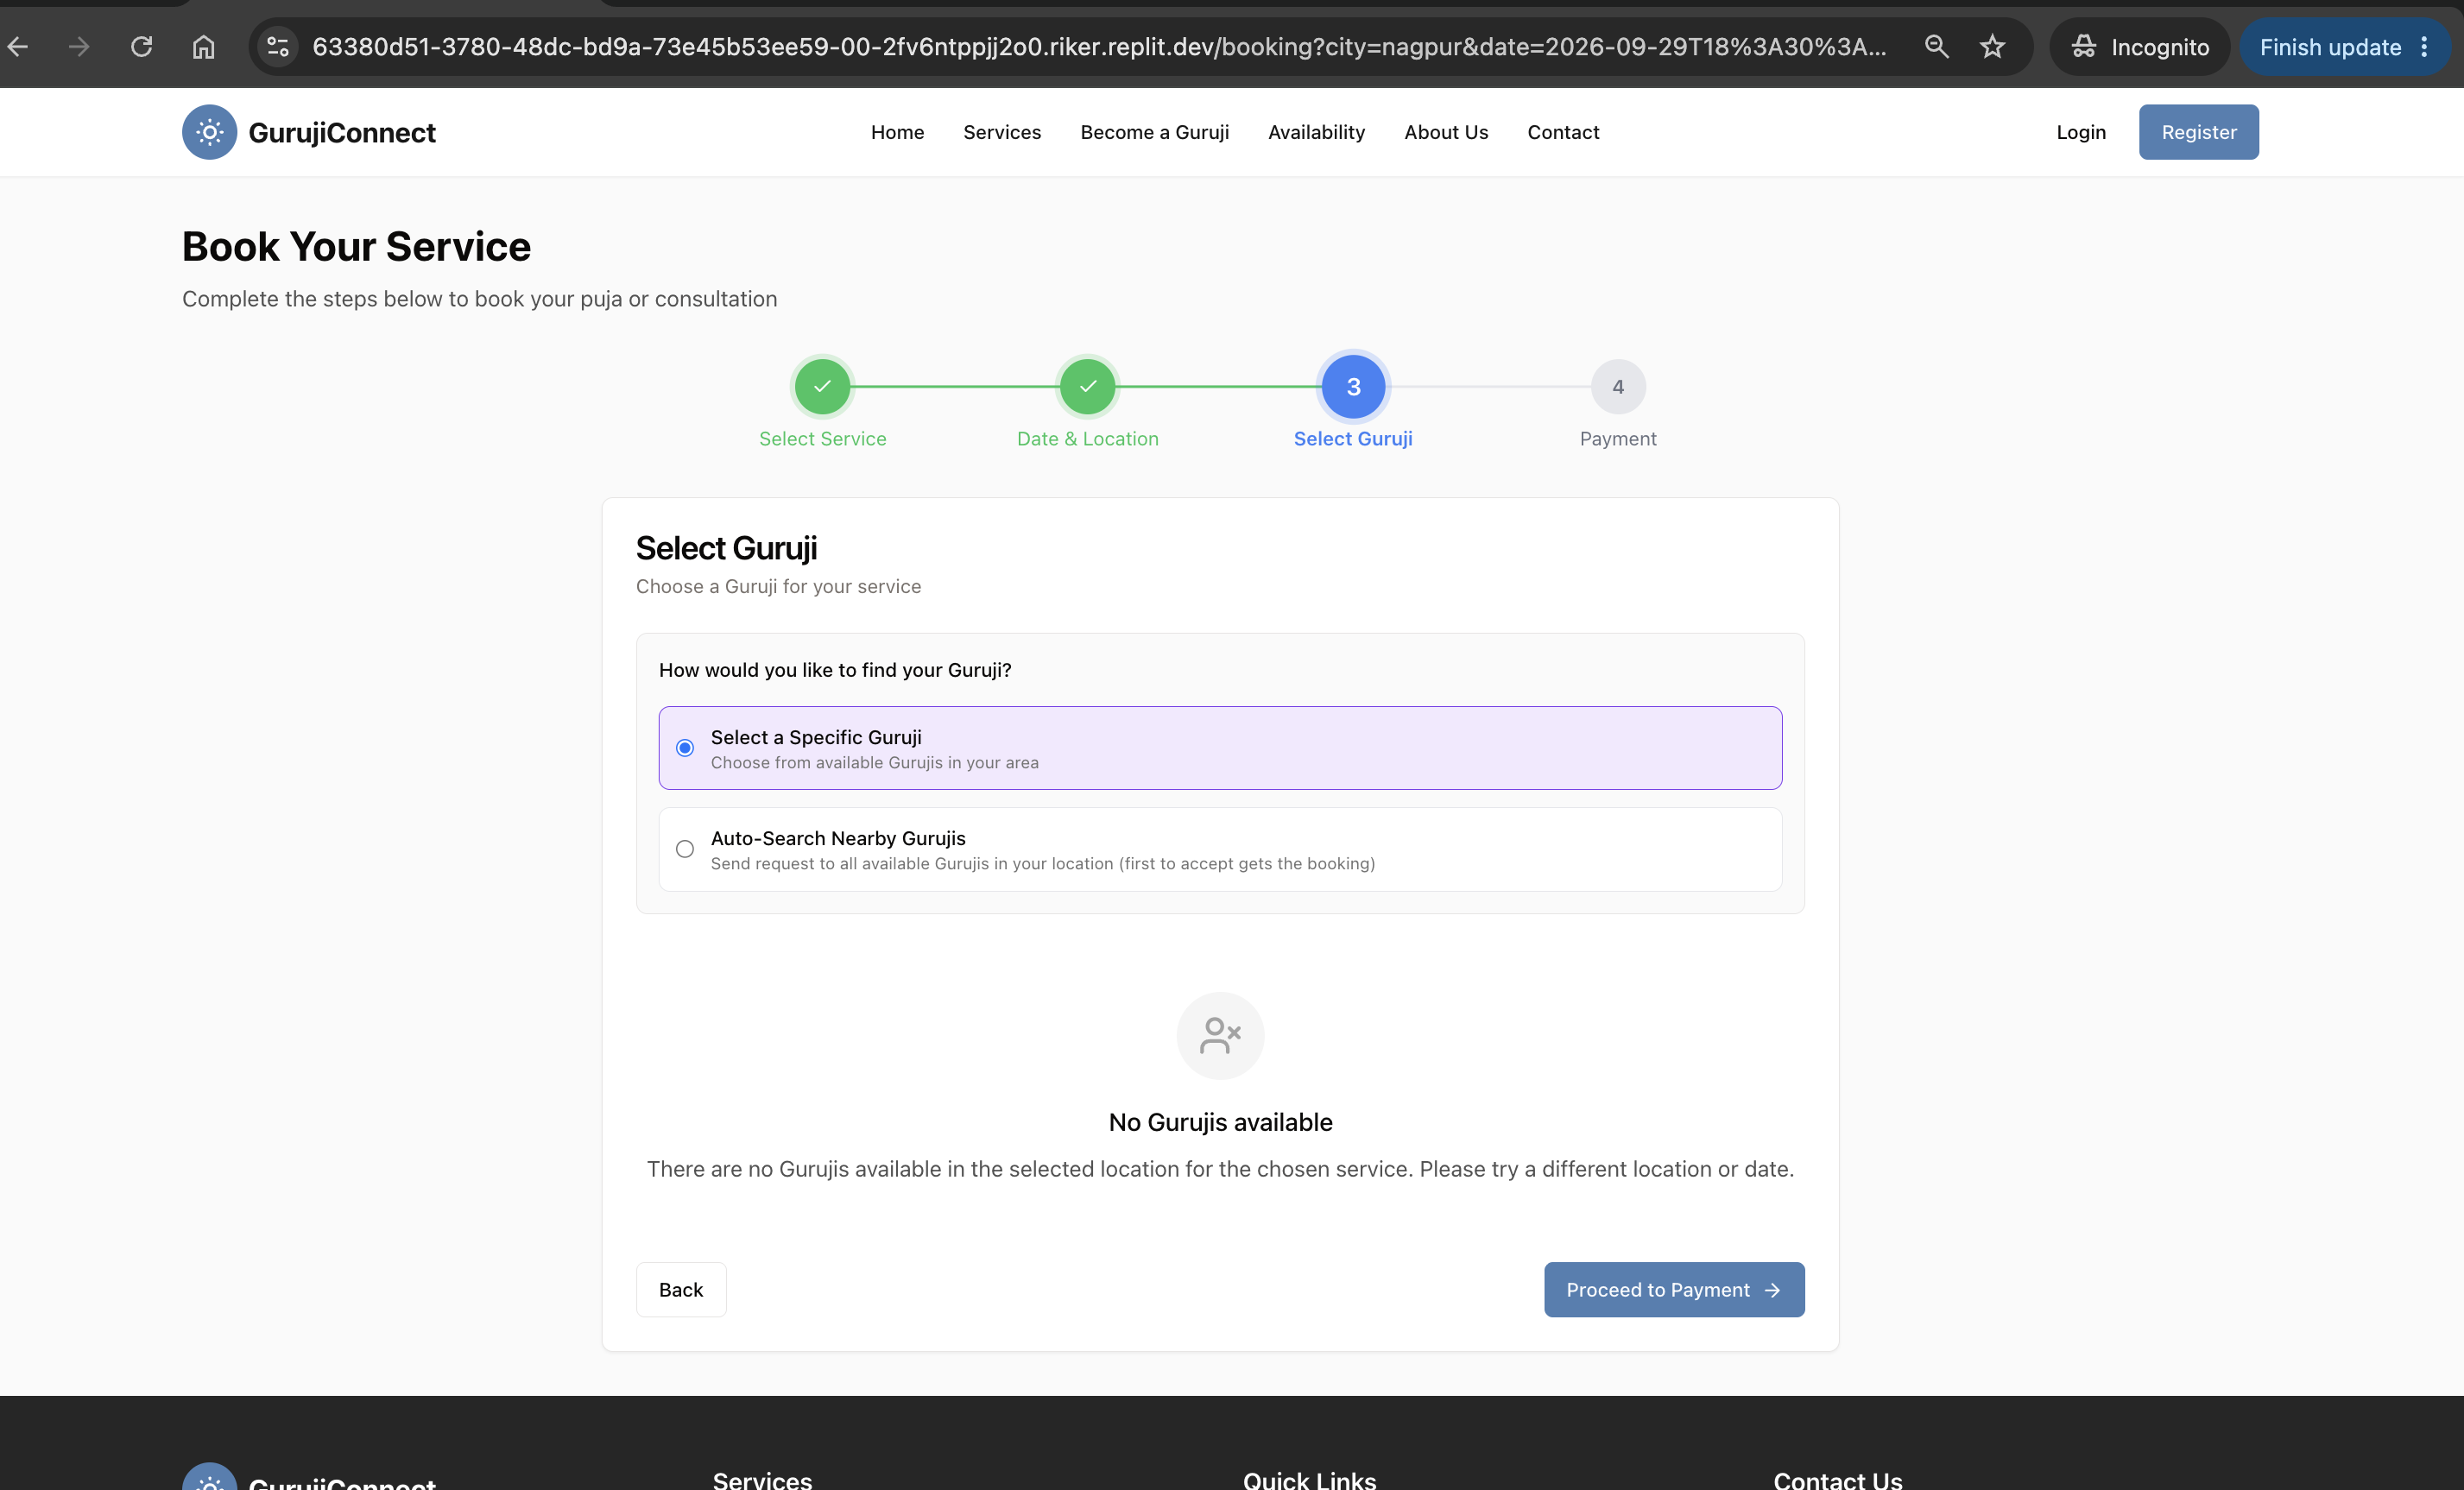 63380d51-3780-48dc-bd9a-73e45b53ee59-00-2fv6ntppjj2o0.riker.replit.dev/booking?city=nagpur&date=2026-09-29T18%3A30%3A...
Incognito
Finish update
GurujiConnect
Home
Services
Become a Guruji
Availability
About Us
Contact
Login
Register
Book Your Service
Complete the steps below to book your puja or consultation
3
4
Select Service
Date & Location
Select Guruji
Payment
Select Guruji
Choose a Guruji for your service
How would you like to find your Guruji?
Select a Specific Guruji
Choose from available Gurujis in your area
Auto-Search Nearby Gurujis
Send request to all available Gurujis in your location (first to accept gets the booking)
No Gurujis available
There are no Gurujis available in the selected location for the chosen service. Please try a different location or date.
Back
Proceed to Payment
GurujiConnect
Services
Quick Links
Contact Us